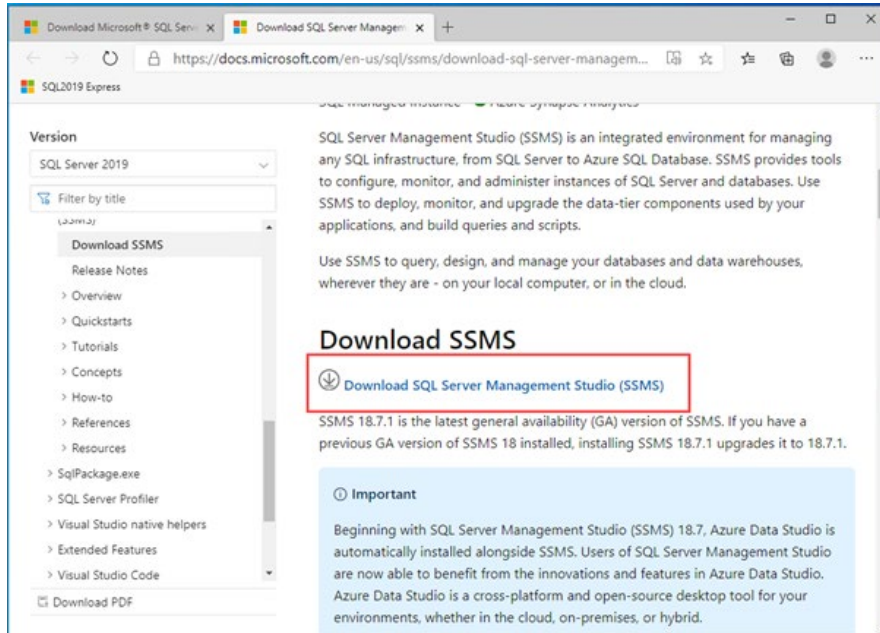 Download Microsoft® SQL Serv
Download SQL Server Managem
https://docs.microsoft.com/en-us/sql/ssms/download-sql-server-managem...
SQL2019 Express
SQL Managed Instance Azure Synapse Analytics
Version
SQL Server 2019
Filter by title
(SSMS)
Download SSMS
Release Notes
> Overview
> Quickstarts
> Tutorials
> Concepts
> How-to
> References
> Resources
> SqlPackage.exe
> SQL Server Profiler
> Visual Studio native helpers
> Extended Features
> Visual Studio Code
Download PDF
SQL Server Management Studio (SSMS) is an integrated environment for managing
any SQL infrastructure, from SQL Server to Azure SQL Database. SSMS provides tools
to configure, monitor, and administer instances of SQL Server and databases. Use
SSMS to deploy, monitor, and upgrade the data-tier components used by your
applications, and build queries and scripts.
Use SSMS to query, design, and manage your databases and data warehouses,
wherever they are - on your local computer, or in the cloud.
Download SSMS
Download SQL Server Management Studio (SSMS)
SSMS 18.7.1 is the latest general availability (GA) version of SSMS. If you have a
previous GA version of SSMS 18 installed, installing SSMS 18.7.1 upgrades it to 18.7.1.
Important
Beginning with SQL Server Management Studio (SSMS) 18.7, Azure Data Studio is
automatically installed alongside SSMS. Users of SQL Server Management Studio
are now able to benefit from the innovations and features in Azure Data Studio.
Azure Data Studio is a cross-platform and open-source desktop tool for your
environments, whether in the cloud, on-premises, or hybrid.